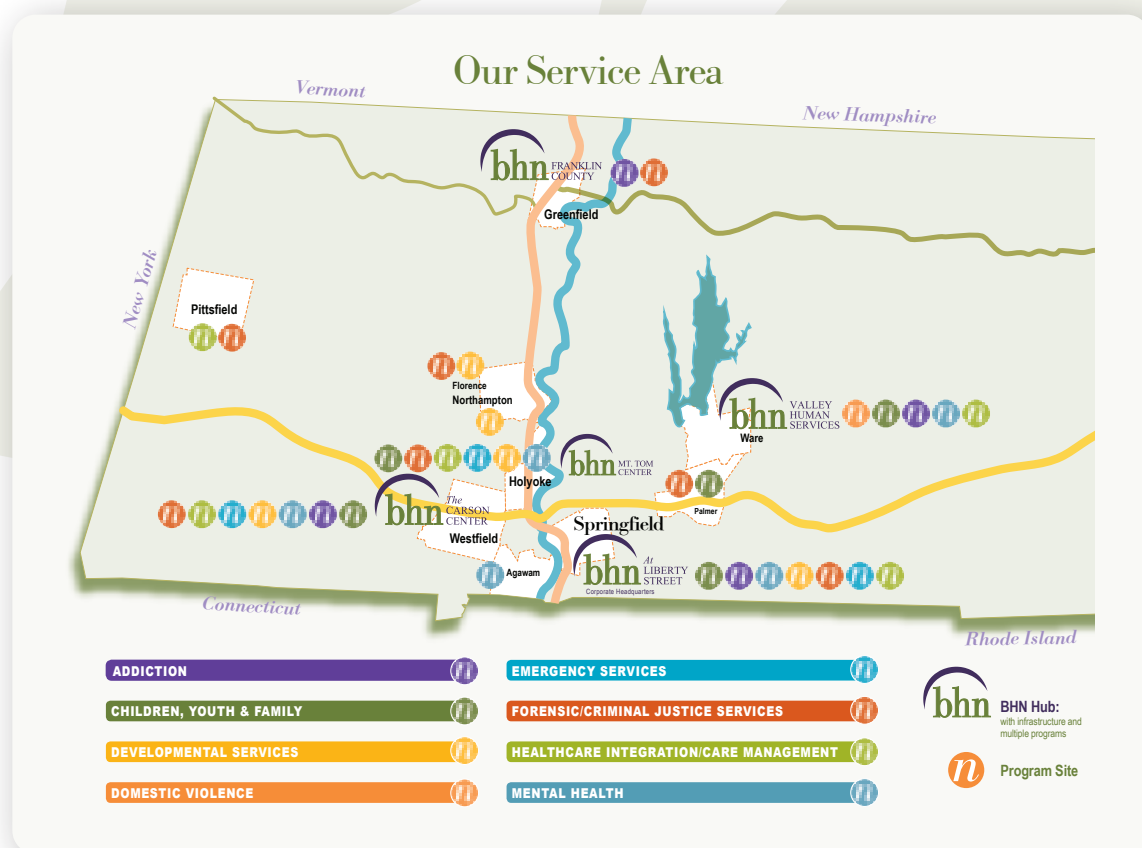 Our Service Area
Vermont
New Hampshire
bhn
FRANKLIN
COUNTY
Greenfield
New York
Pittsfield
Florence
Northampton
bhn
VALLEY
HUMAN
SERVICES
Ware
bhn
MT. TOM
CENTER
Holyoke
bhn
The
CARSON
CENTER
Westfield
Palmer
Springfield
Agawam
bhn
At
LIBERTY
STREET
Corporate Headquarters
Connecticut
Rhode Island
ADDICTION
CHILDREN, YOUTH & FAMILY
DEVELOPMENTAL SERVICES
DOMESTIC VIOLENCE
EMERGENCY SERVICES
FORENSIC/CRIMINAL JUSTICE SERVICES
HEALTHCARE INTEGRATION/CARE MANAGEMENT
MENTAL HEALTH
bhn
BHN Hub:
with infrastructure and
multiple programs
n
Program Site